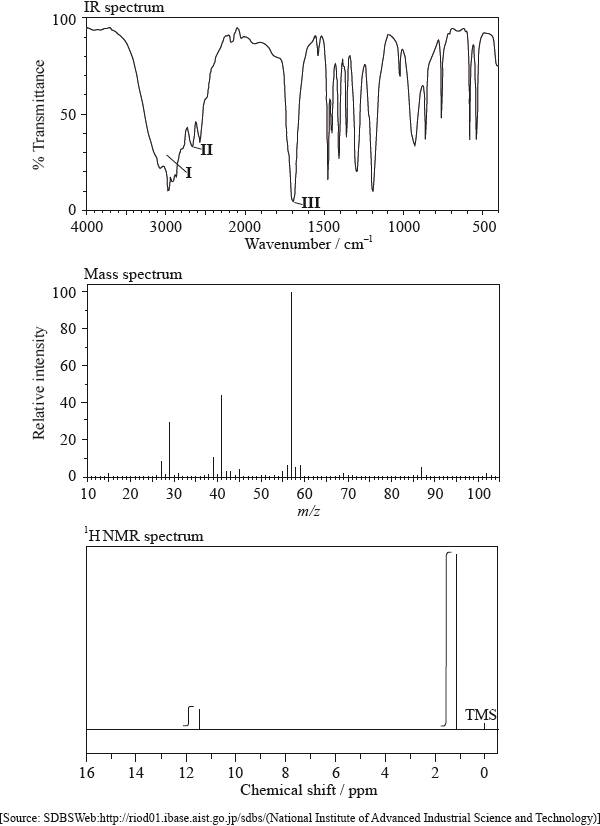 IR spectrum
100
50
0
% Transmittance
I
II
III
4000 3000 2000 1500 1000 500
Wavenumber / cm⁻¹
Mass spectrum
100
80
60
40
20
0
Relative intensity
10 20 30 40 50 60 70 80 90 100
m/z
¹H NMR spectrum
TMS
16 14 12 10 8 6 4 2 0
Chemical shift / ppm
[Source: SDBSWeb:http://riod01.ibase.aist.go.jp/sdbs/(National Institute of Advanced Industrial Science and Technology)]